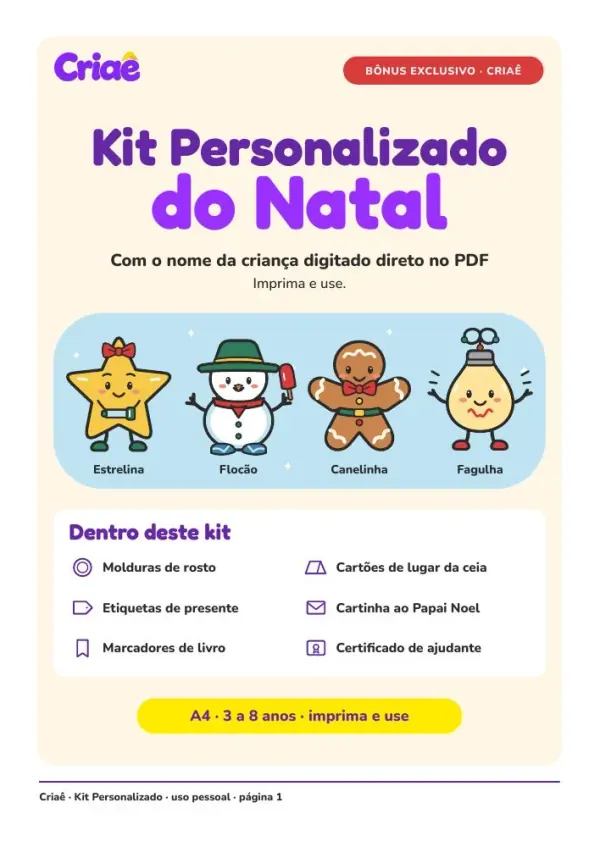 Criaê
BÔNUS EXCLUSIVO · CRIAÊ
Kit Personalizado
do Natal
Com o nome da criança digitado direto no PDF
Imprima e use.
Estrelina
Flocão
Canelinha
Fagulha
Dentro deste kit
Molduras de rosto
Cartões de lugar da ceia
Etiquetas de presente
Cartinha ao Papai Noel
Marcadores de livro
Certificado de ajudante
A4 · 3 a 8 anos · imprima e use
Criaê · Kit Personalizado · uso pessoal · página 1